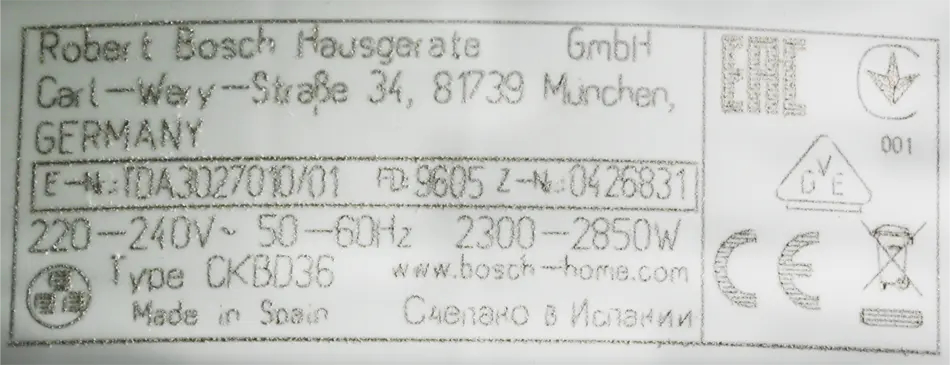 Robert Bosch Hausgeräte GmbH
Carl-Wery-Straße 34, 81739 München,
GERMANY
E-Nr.: TDA3027010/01 FD: 9605 Z-Nr.: 0426831
220-240V~ 50-60Hz 2300-2850W
Type CKBD36 www.bosch-home.com
Made in Spain Сделано в Испании
EAC
001
VDE
CE